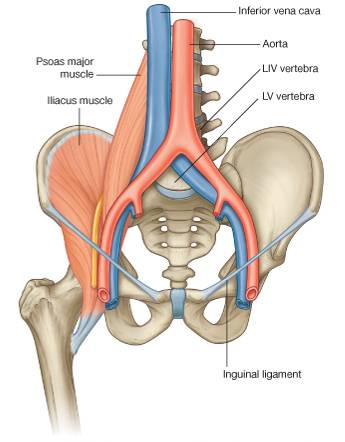 Inferior vena cava
Aorta
Psoas major
muscle
LIV vertebra
Iliacus muscle
LV vertebra
Inguinal ligament